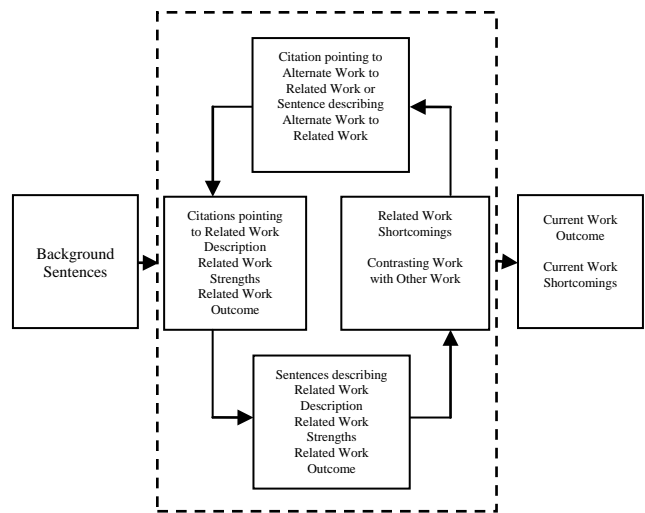 Citation pointing to
Alternate Work to
Related Work or
Sentence describing
Alternate Work to
Related Work
Background
Sentences
Citations pointing
to Related Work
Description
Related Work
Strengths
Related Work
Outcome
Related Work
Shortcomings
Contrasting Work
with Other Work
Current Work
Outcome
Current Work
Shortcomings
Sentences describing
Related Work
Description
Related Work
Strengths
Related Work
Outcome